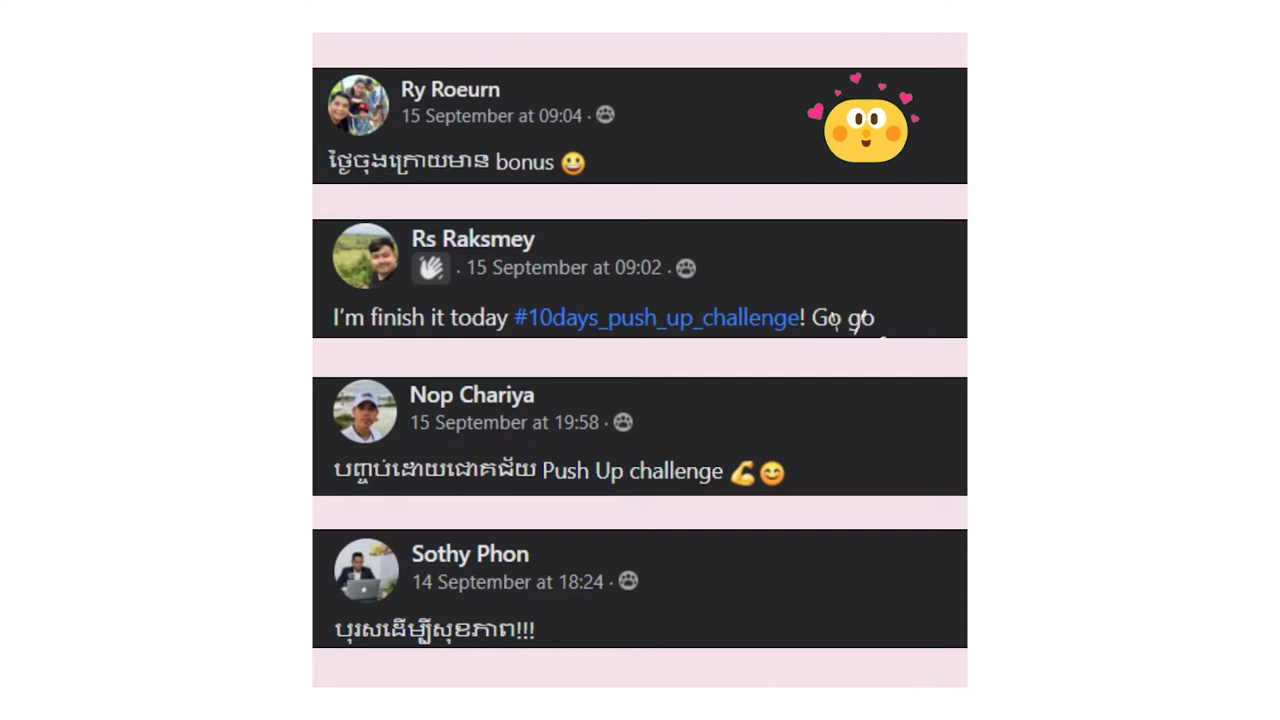 Ry Roeurn
15 September at 09:04 ·
ថ្ងៃចុងក្រោយមាន bonus 😃
Rs Raksmey
👋 · 15 September at 09:02 ·
I'm finish it today #10days_push_up_challenge! Go go
Nop Chariya
15 September at 19:58 ·
បញ្ចប់ដោយជោគជ័យ Push Up challenge 💪😊
Sothy Phon
14 September at 18:24 ·
បុរសដើម្បីសុខភាព!!!